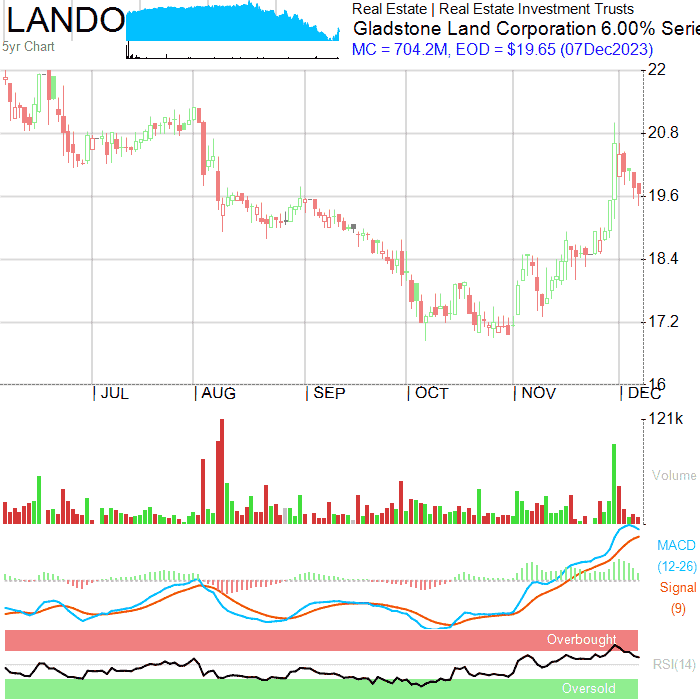 LANDO
5yr Chart
Real Estate | Real Estate Investment Trusts
Gladstone Land Corporation 6.00% Serie
MC = 704.2M, EOD = $19.65 (07Dec2023)
22
20.8
19.6
18.4
17.2
16
JUL AUG SEP OCT NOV DEC
121k
Volume
MACD
(12-26)
Signal
(9)
Overbought
RSI(14)
Oversold